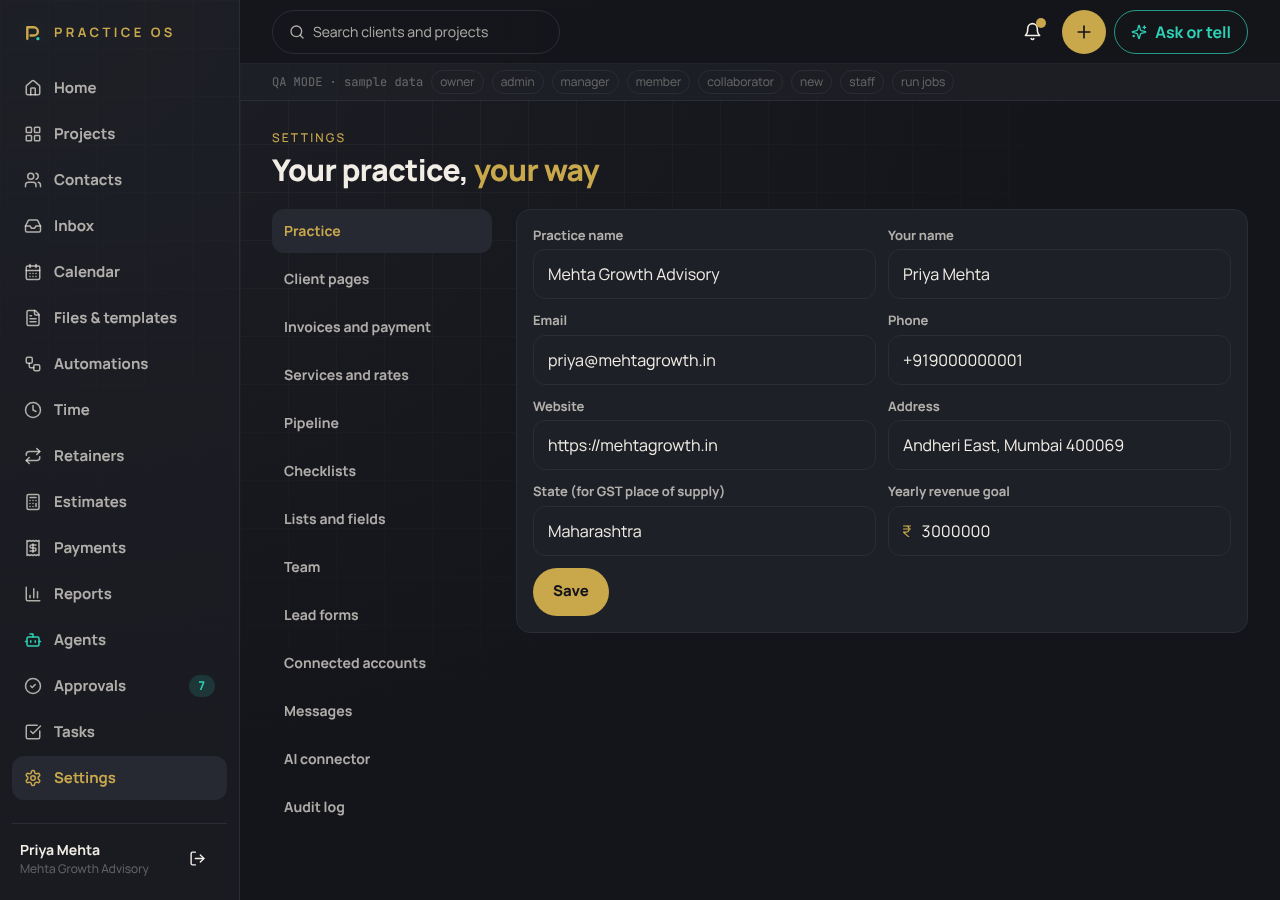 PRACTICE OS
Home
Projects
Contacts
Inbox
Calendar
Files & templates
Automations
Time
Retainers
Estimates
Payments
Reports
Agents
Approvals 7
Tasks
Settings
Priya Mehta
Mehta Growth Advisory
Search clients and projects
Ask or tell
QA MODE · sample data owner admin manager member collaborator new staff run jobs
SETTINGS
Your practice, your way
Practice
Client pages
Invoices and payment
Services and rates
Pipeline
Checklists
Lists and fields
Team
Lead forms
Connected accounts
Messages
AI connector
Audit log
Practice name
Mehta Growth Advisory
Your name
Priya Mehta
Email
priya@mehtagrowth.in
Phone
+919000000001
Website
https://mehtagrowth.in
Address
Andheri East, Mumbai 400069
State (for GST place of supply)
Maharashtra
Yearly revenue goal
₹ 3000000
Save